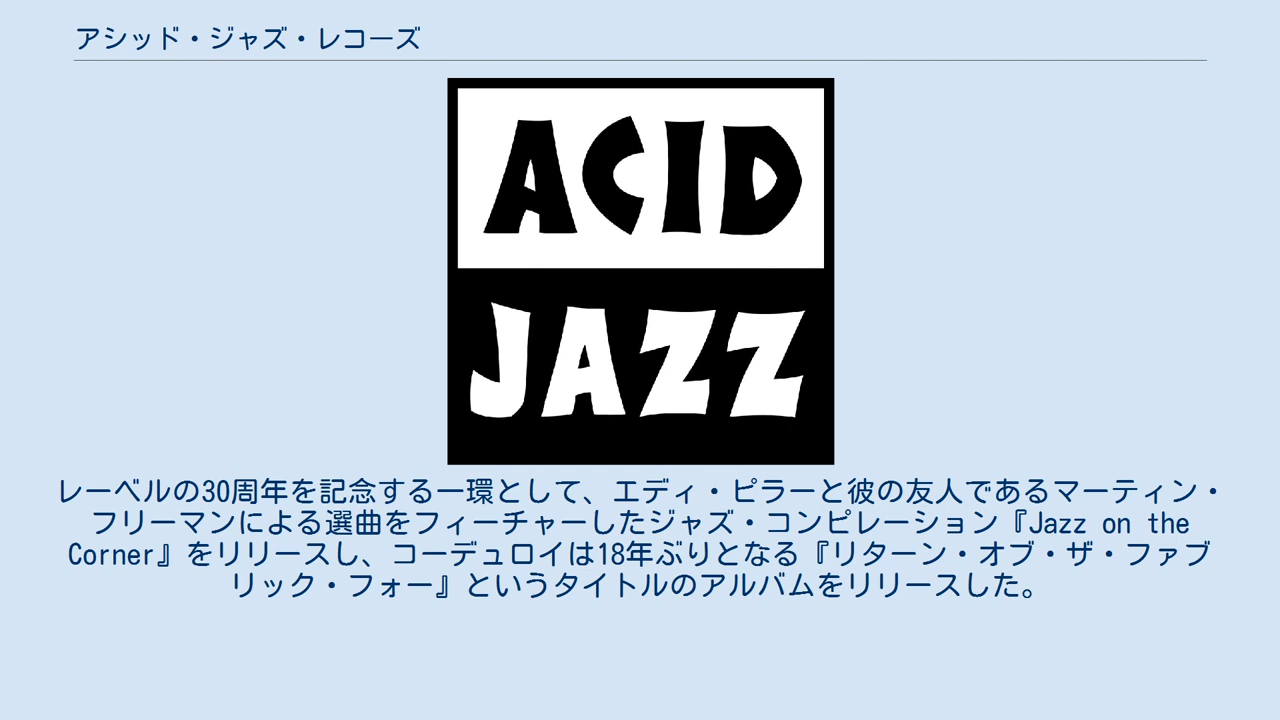 アシッド・ジャズ・レコーズ
ACID
JAZZ
レーベルの30周年を記念する一環として、エディ・ピラーと彼の友人であるマーティン・
フリーマンによる選曲をフィーチャーしたジャズ・コンピレーション『Jazz on the
Corner』をリリースし、コーデュロイは18年ぶりとなる『リターン・オブ・ザ・ファブ
リック・フォー』というタイトルのアルバムをリリースした。